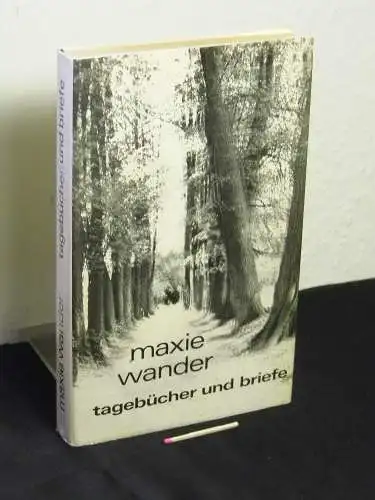 maxie
wander
tagebücher und briefe
maxie wander tagebücher und briefe